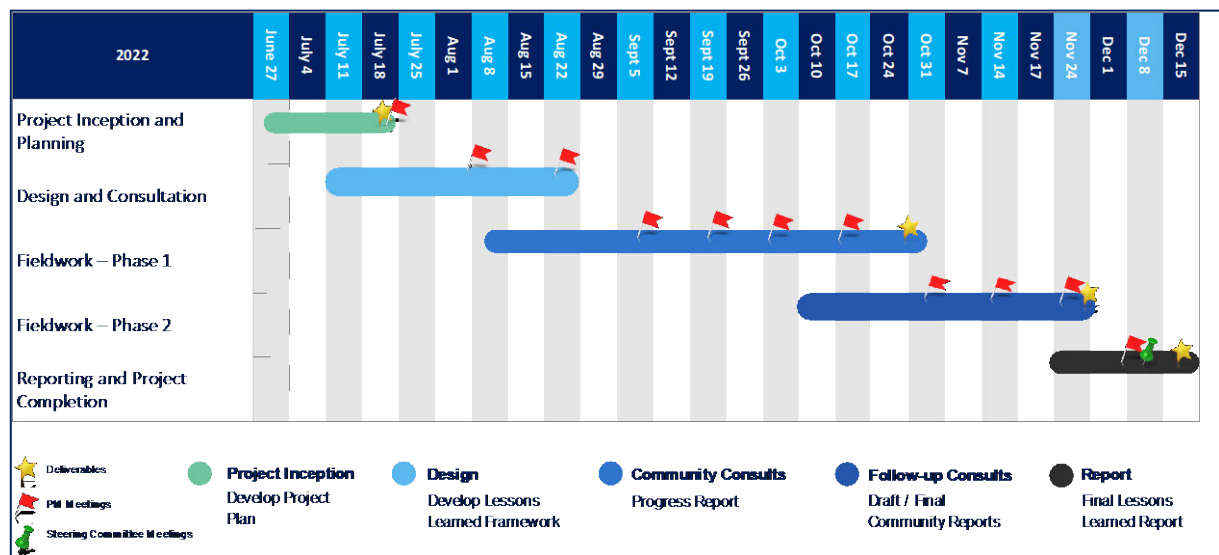 2022
June 27
July 4
July 11
July 18
July 25
Aug 1
Aug 8
Aug 15
Aug 22
Aug 29
Sept 5
Sept 12
Sept 19
Sept 26
Oct 3
Oct 10
Oct 17
Oct 24
Oct 31
Nov 7
Nov 14
Nov 17
Nov 24
Dec 1
Dec 8
Dec 15
Project Inception and
Planning
Design and Consultation
Fieldwork – Phase 1
Fieldwork – Phase 2
Reporting and Project
Completion
Deliverables
PM Meetings
Steering Committee Meetings
Project Inception
Develop Project
Plan
Design
Develop Lessons
Learned Framework
Community Consults
Progress Report
Follow-up Consults
Draft / Final
Community Reports
Report
Final Lessons
Learned Report